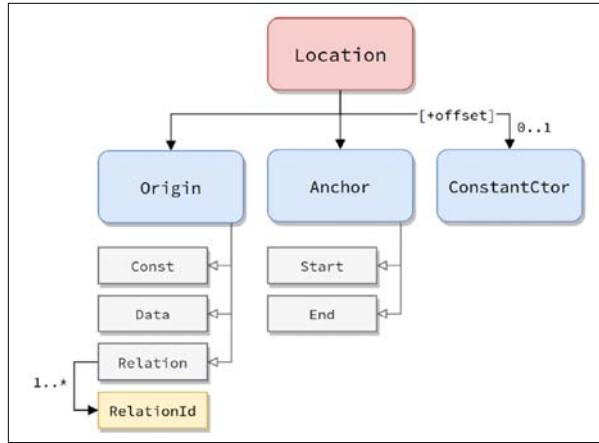 Location
[+offset]
0..1
Origin
Anchor
ConstantCtor
Const
Start
Data
End
Relation
1..*
RelationId